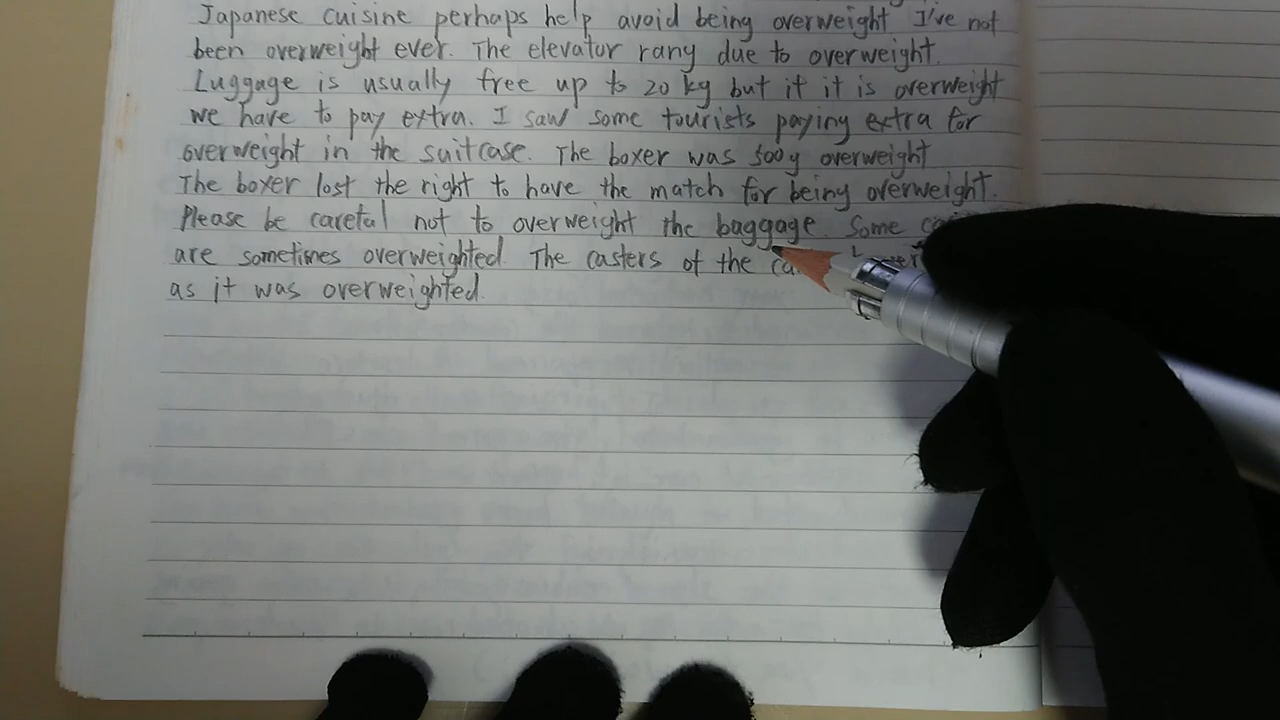 Japanese cuisine perhaps help avoid being overweight I've not
been overweight ever. The elevator rang due to overweight.
Luggage is usually free up to 20 kg but it it is overweight
we have to pay extra. I saw some tourists paying extra for
overweight in the suitcase. The boxer was 500g overweight
The boxer lost the right to have the match for being overweight.
Please be careful not to overweight the baggage. Some
are sometimes overweighted. The casters of the
as it was overweighted.